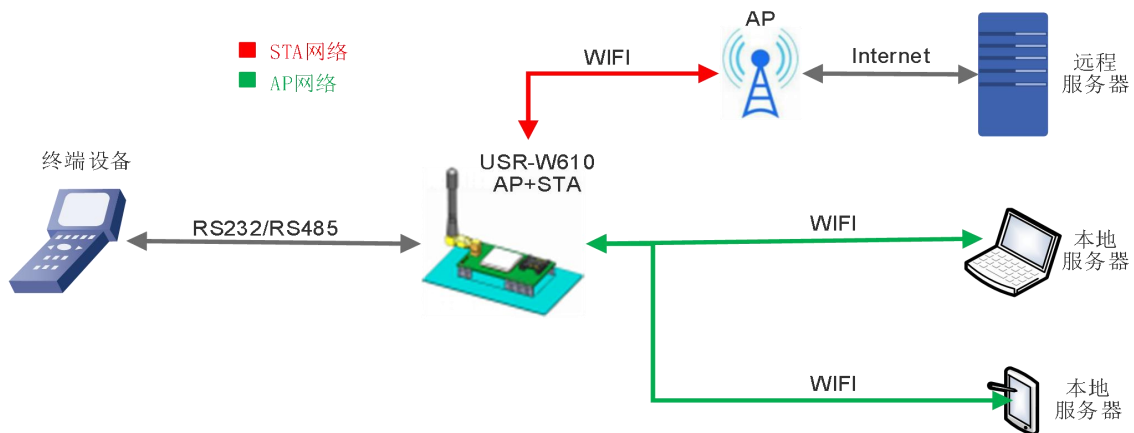 STA网络
AP网络
WIFI
AP
Internet
远程
服务器
终端设备
USR-W610
AP+STA
RS232/RS485
WIFI
本地
服务器
WIFI
本地
服务器